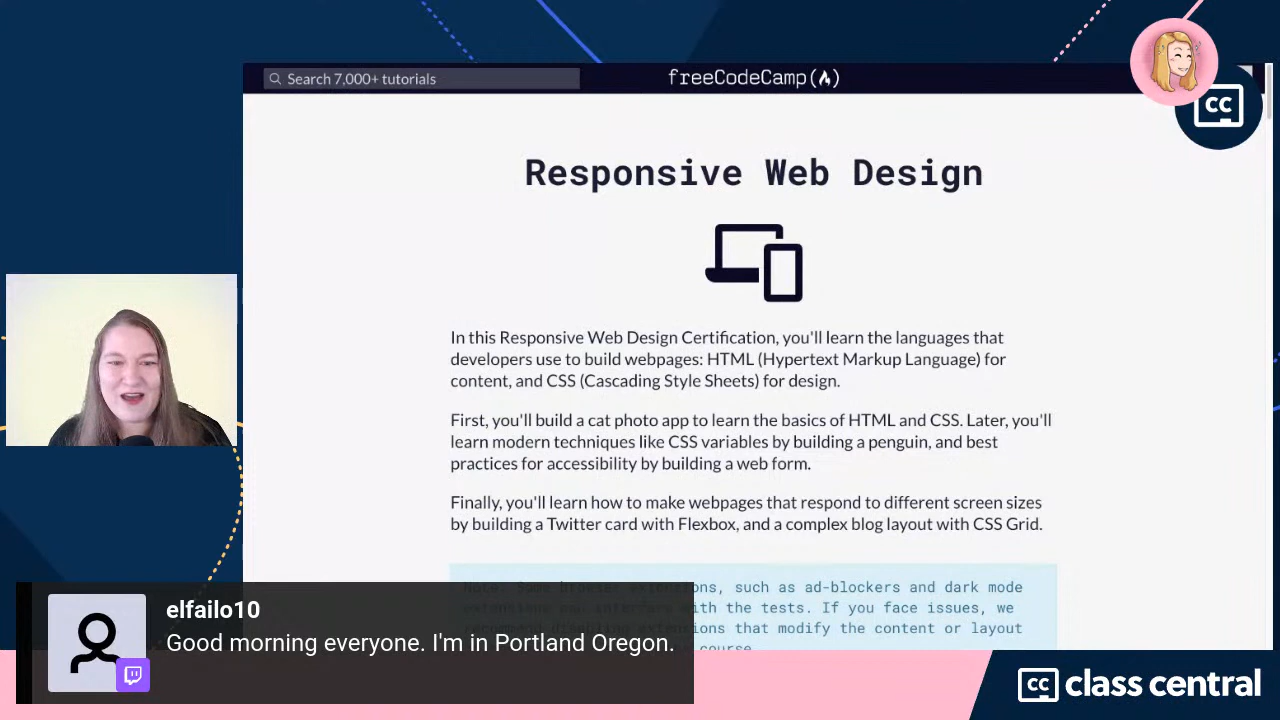 Search 7,000+ tutorials
freeCodeCamp
Responsive Web Design
In this Responsive Web Design Certification, you'll learn the languages that
developers use to build webpages: HTML (Hypertext Markup Language) for
content, and CSS (Cascading Style Sheets) for design.
First, you'll build a cat photo app to learn the basics of HTML and CSS. Later, you'll
learn modern techniques like CSS variables by building a penguin, and best
practices for accessibility by building a web form.
Finally, you'll learn how to make webpages that respond to different screen sizes
by building a Twitter card with Flexbox, and a complex blog layout with CSS Grid.
Note: Some browser extensions, such as ad-blockers and dark mode
extensions can interfere with the tests. If you face issues, we
recommend disabling extensions that modify the content or layout
course.
elfailo10
Good morning everyone. I'm in Portland Oregon.
cc
cc class central